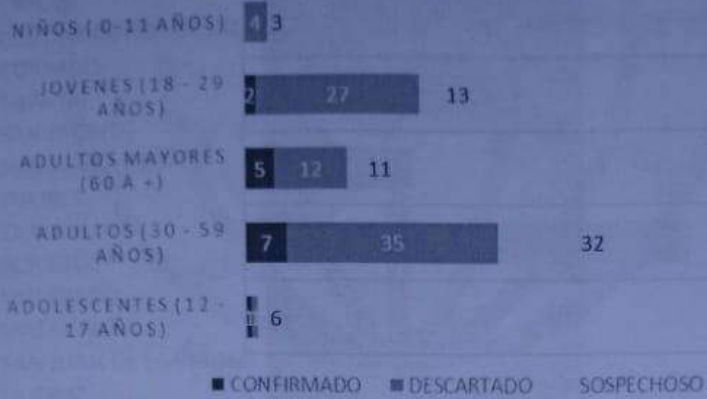 NIÑOS ( 0-11 AÑOS)
4 3
JOVENES (18 - 29
AÑOS)
2 27 13
ADULTOS MAYORES
(60 A +)
5 12 11
ADULTOS (30 - 59
AÑOS)
7 35 32
ADOLESCENTES (12 -
17 AÑOS)
6
CONFIRMADO DESCARTADO SOSPECHOSO